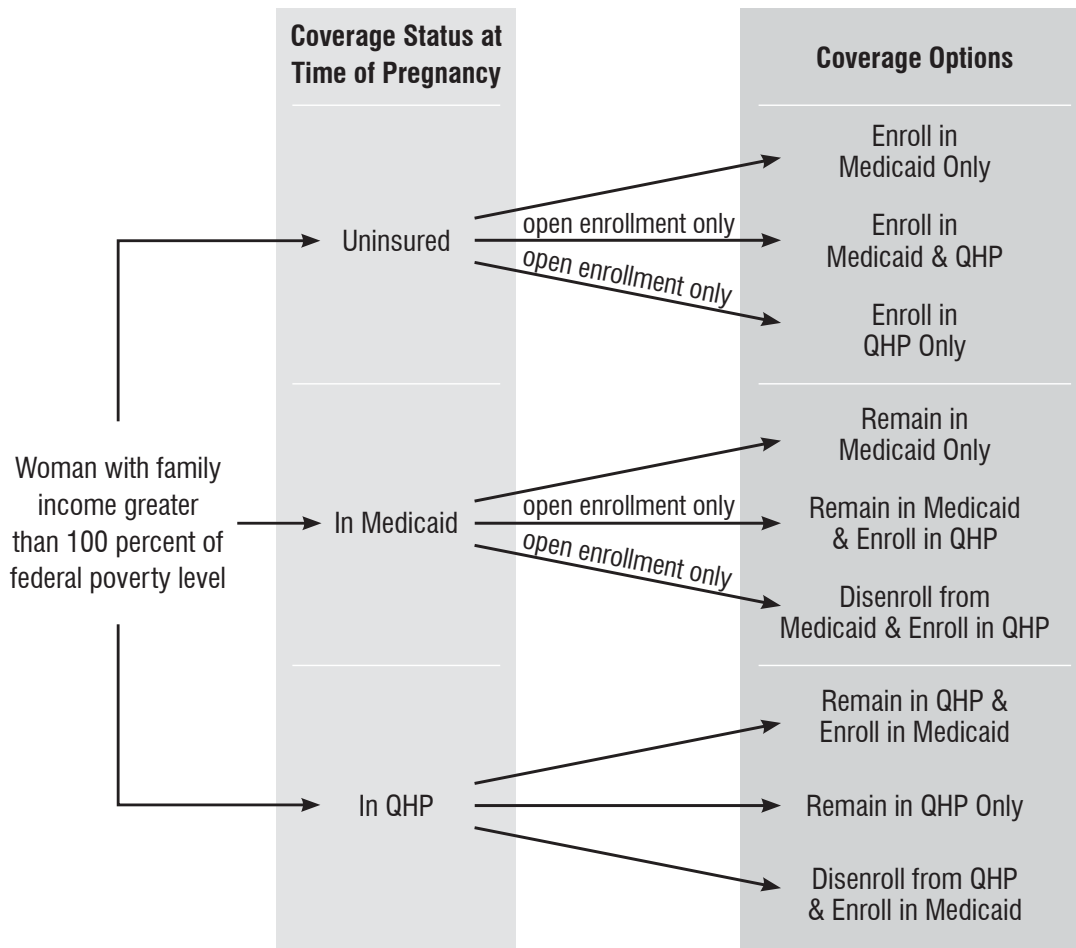 Coverage Status at
Time of Pregnancy
Coverage Options
Woman with family
income greater
than 100 percent of
federal poverty level
Uninsured
open enrollment only
open enrollment only
Enroll in
Medicaid Only
Enroll in
Medicaid & QHP
Enroll in
QHP Only
In Medicaid
open enrollment only
open enrollment only
Remain in
Medicaid Only
Remain in Medicaid
& Enroll in QHP
Disenroll from
Medicaid & Enroll in QHP
In QHP
Remain in QHP &
Enroll in Medicaid
Remain in QHP Only
Disenroll from QHP
& Enroll in Medicaid